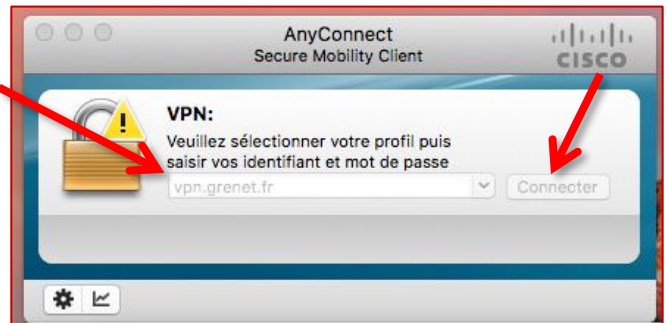 AnyConnect
Secure Mobility Client
CISCO
VPN:
Veuillez sélectionner votre profil puis
saisir vos identifiant et mot de passe
vpn.grenet.fr
Connecter